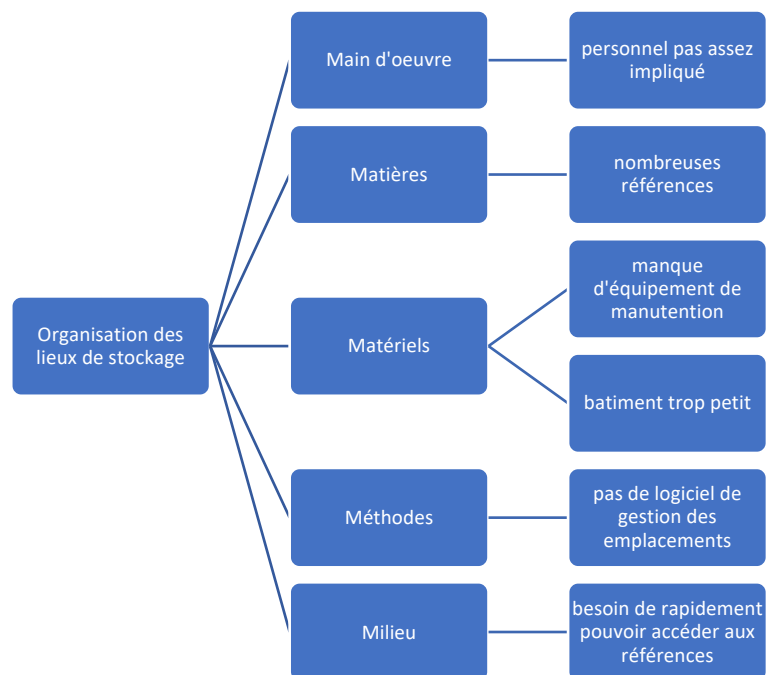 Organisation des
lieux de stockage
Main d'oeuvre
personnel pas assez
impliqué
Matières
nombreuses
références
Matériels
manque
d'équipement de
manutention
batiment trop petit
Méthodes
pas de logiciel de
gestion des
emplacements
Milieu
besoin de rapidement
pouvoir accéder aux
références